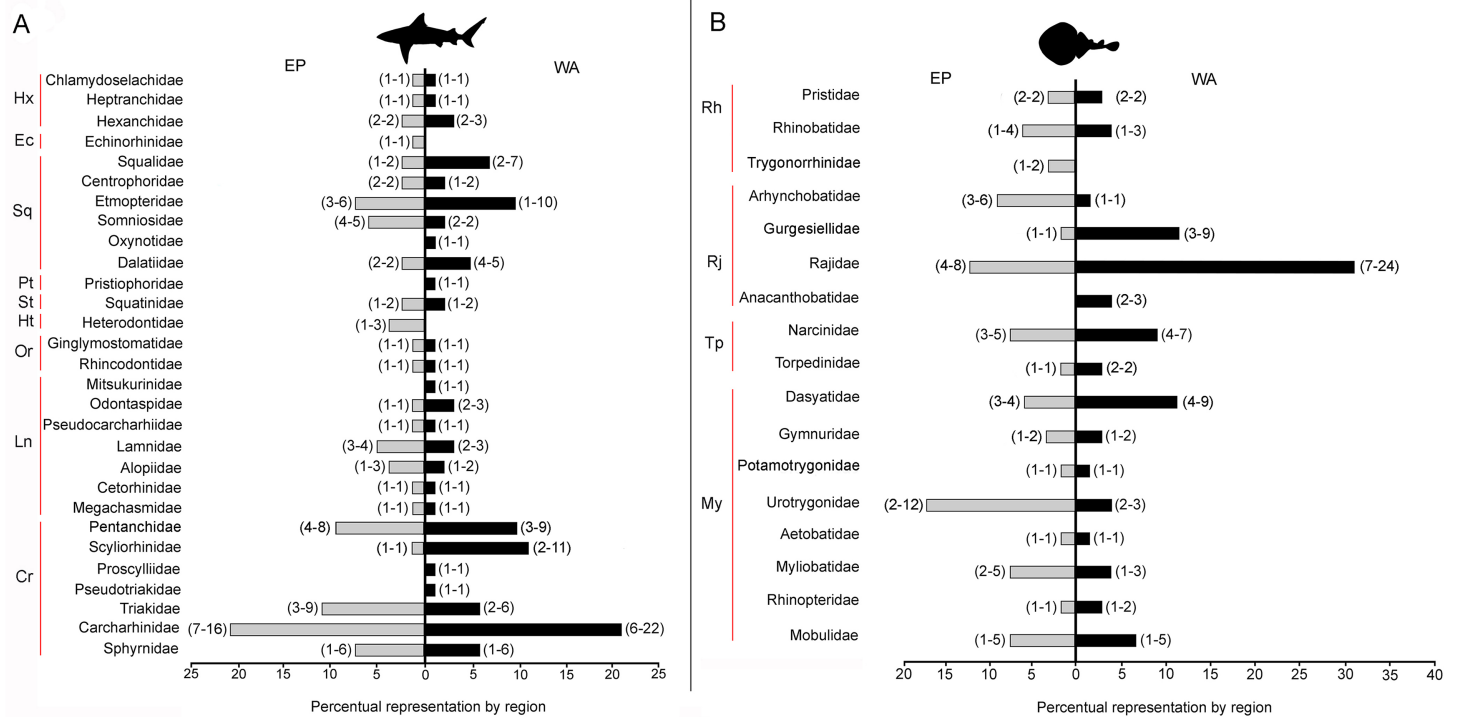 A
EP WA
Hx
Chlamydoselachidae (1-1) (1-1)
Heptranchidae (1-1) (1-1)
Hexanchidae (2-2) (2-3)
Ec
Echinorhinidae (1-1)
Sq
Squalidae (1-2) (2-7)
Centrophoridae (2-2) (1-2)
Etmopteridae (3-6) (1-10)
Somniosidae (4-5) (2-2)
Oxynotidae (1-1)
Dalatiidae (2-2) (4-5)
Pt
Pristiophoridae (1-1)
St
Squatinidae (1-2) (1-2)
Ht
Heterodontidae (1-3)
Or
Ginglymostomatidae (1-1) (1-1)
Rhincodontidae (1-1) (1-1)
Ln
Mitsukurinidae (1-1)
Odontaspidae (1-1) (2-3)
Pseudocarcharhiidae (1-1) (1-1)
Lamnidae (3-4) (2-3)
Alopiidae (1-3) (1-2)
Cetorhinidae (1-1) (1-1)
Megachasmidae (1-1) (1-1)
Cr
Pentanchidae (4-8) (3-9)
Scyliorhinidae (1-1) (2-11)
Proscylliidae (1-1)
Pseudotriakidae (1-1)
Triakidae (3-9) (2-6)
Carcharhinidae (7-16) (6-22)
Sphyrnidae (1-6) (1-6)
25 20 15 10 5 0 5 10 15 20 25
Percentual representation by region
B
EP WA
Rh
Pristidae (2-2) (2-2)
Rhinobatidae (1-4) (1-3)
Trygonorrhinidae (1-2)
Rj
Arhynchobatidae (3-6) (1-1)
Gurgesiellidae (1-1) (3-9)
Rajidae (4-8) (7-24)
Anacanthobatidae (2-3)
Tp
Narcinidae (3-5) (4-7)
Torpedinidae (1-1) (2-2)
My
Dasyatidae (3-4) (4-9)
Gymnuridae (1-2) (1-2)
Potamotrygonidae (1-1) (1-1)
Urotrygonidae (2-12) (2-3)
Aetobatidae (1-1) (1-1)
Myliobatidae (2-5) (1-3)
Rhinopteridae (1-1) (1-2)
Mobulidae (1-5) (1-5)
20 15 10 5 0 5 10 15 20 25 30 35 40
Percentual representation by region